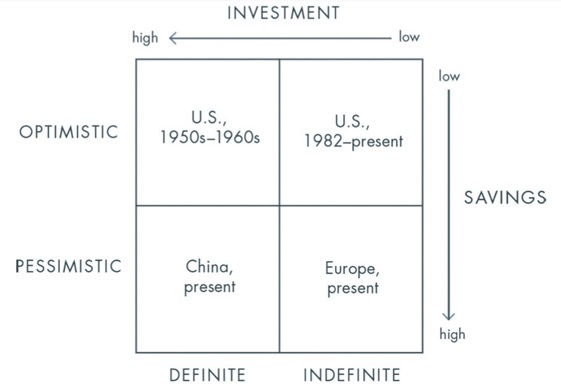 INVESTMENT
high
low
low
OPTIMISTIC
U.S.,
1950s–1960s
U.S.,
1982–present
SAVINGS
PESSIMISTIC
China,
present
Europe,
present
high
DEFINITE
INDEFINITE